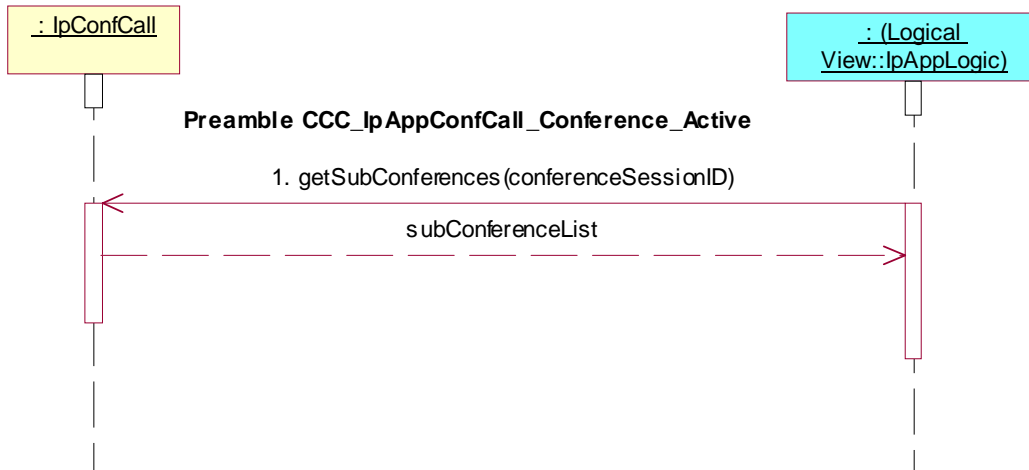 : IpConfCall
: (Logical
View::IpAppLogic)
Preamble CCC_IpAppConfCall_Conference_Active
1. getSubConferences(conferenceSessionID)
subConferenceList